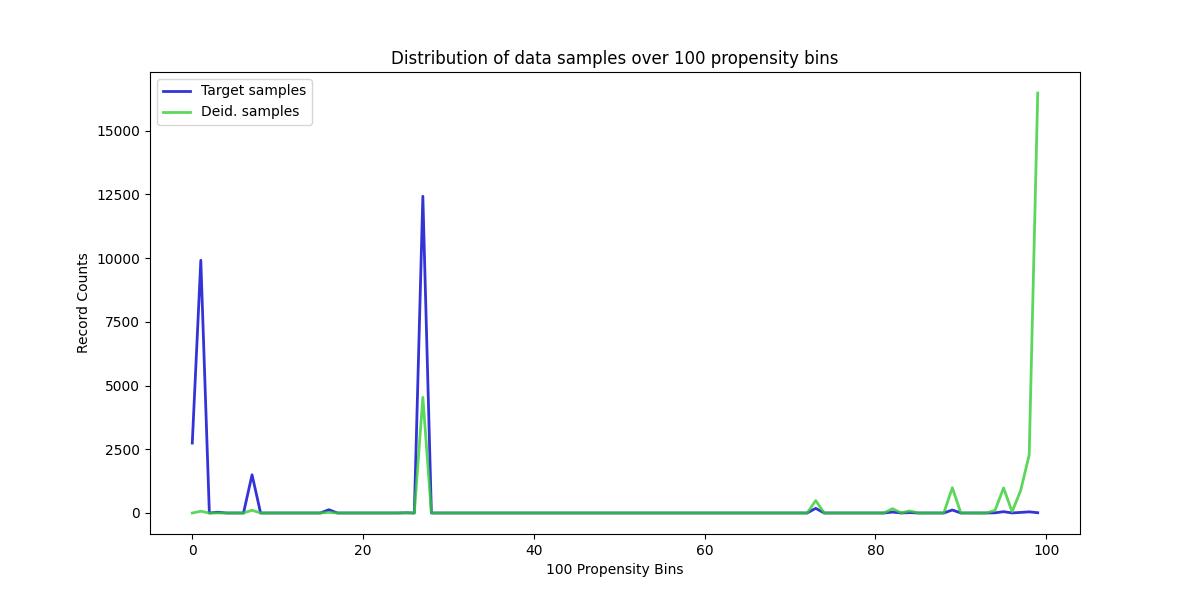 Distribution of data samples over 100 propensity bins
Target samples
Deid. samples
15000
12500
10000
7500
5000
2500
0
Record Counts
0 20 40 60 80 100
100 Propensity Bins